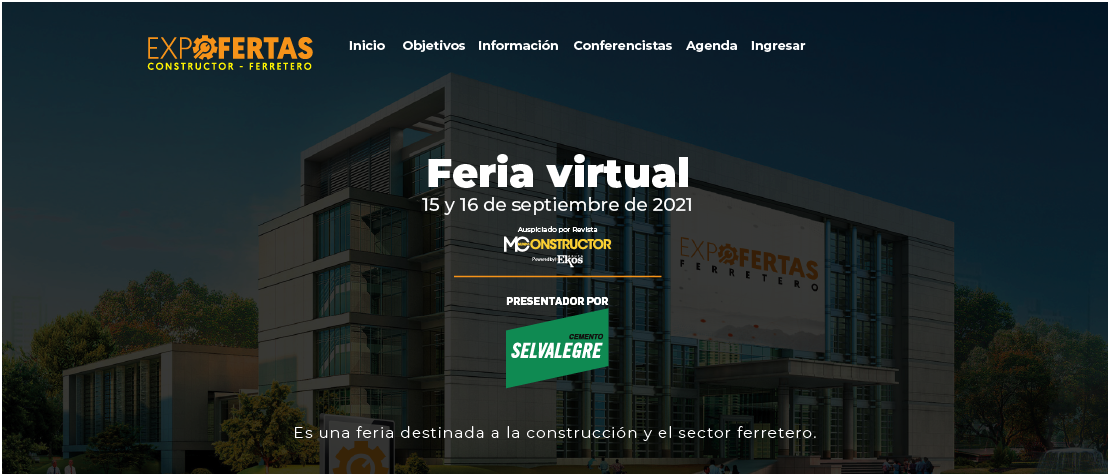 EXPOFERTAS
CONSTRUCTOR - FERRETERO
Inicio Objetivos Información Conferencistas Agenda Ingresar
Feria virtual
15 y 16 de septiembre de 2021
Auspiciado por Revista
CONSTRUCTOR
Powered by: Ekos
EXPOFERTAS
FERRETERO
PRESENTADOR POR
CEMENTO
SELVALEGRE
Es una feria destinada a la construcción y el sector ferretero.